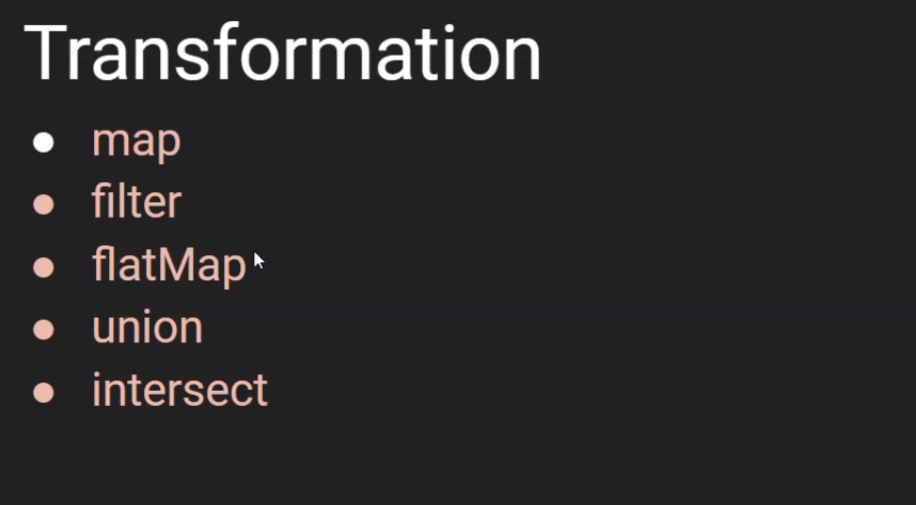 Transformation
● map
● filter
● flatMap
● union
● intersect